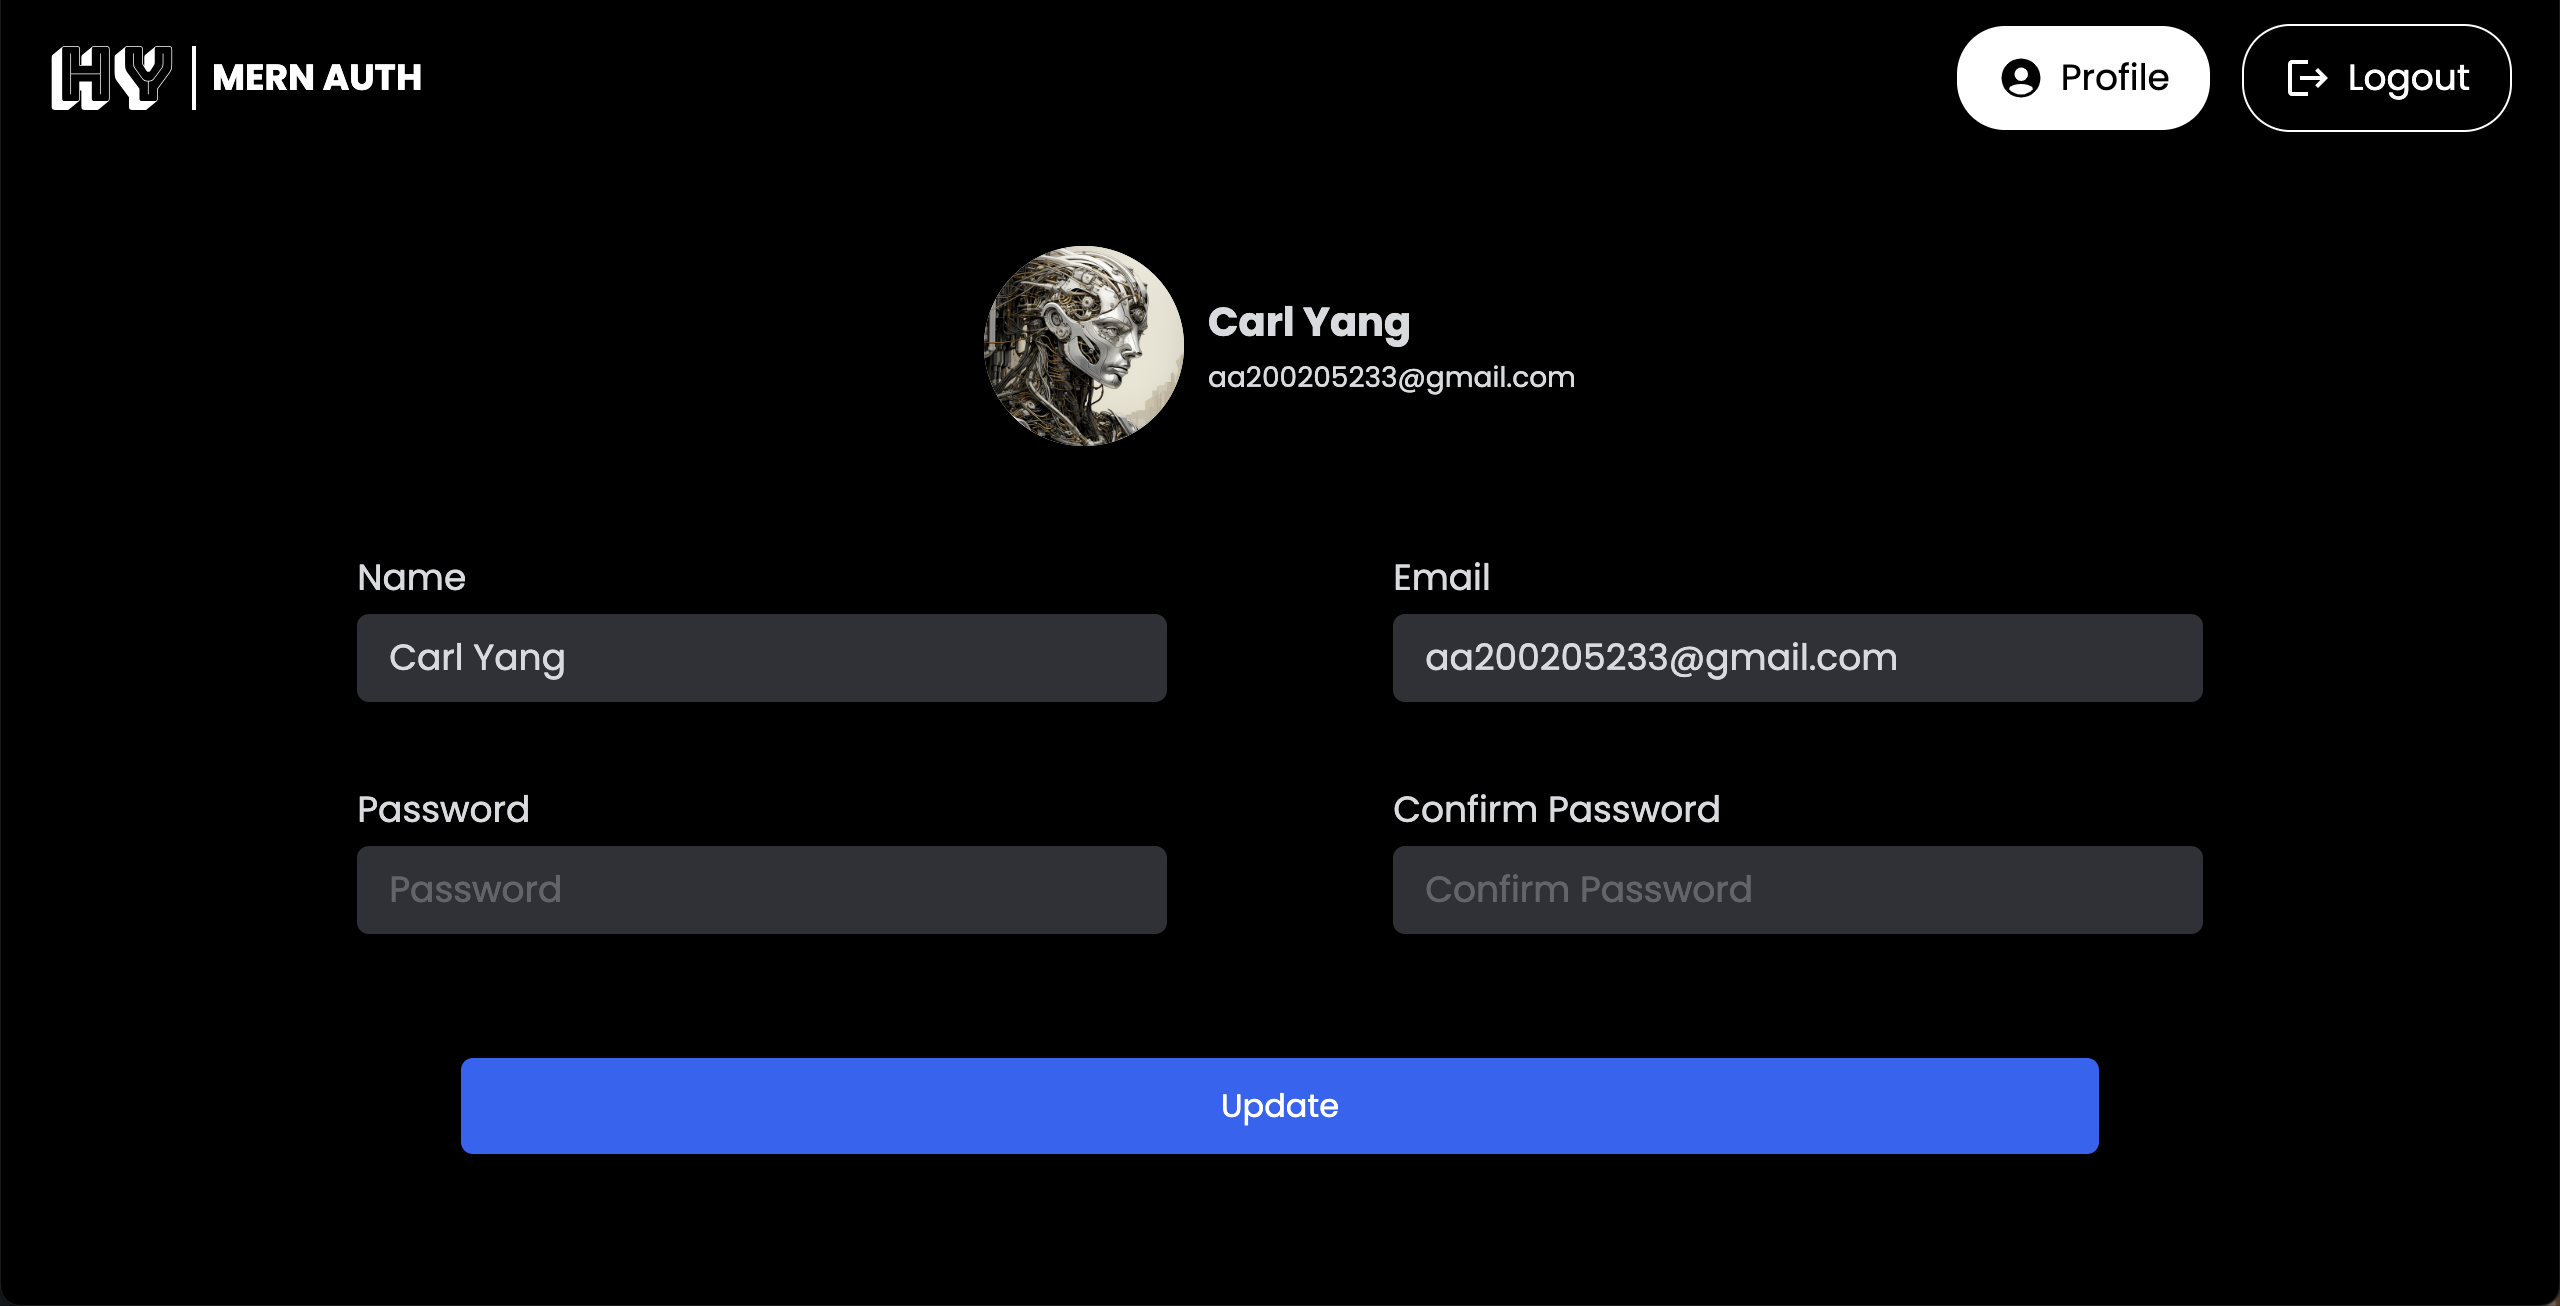 HY | MERN AUTH
Profile
Logout
Carl Yang
aa200205233@gmail.com
Name
Email
Carl Yang
aa200205233@gmail.com
Password
Confirm Password
Password
Confirm Password
Update